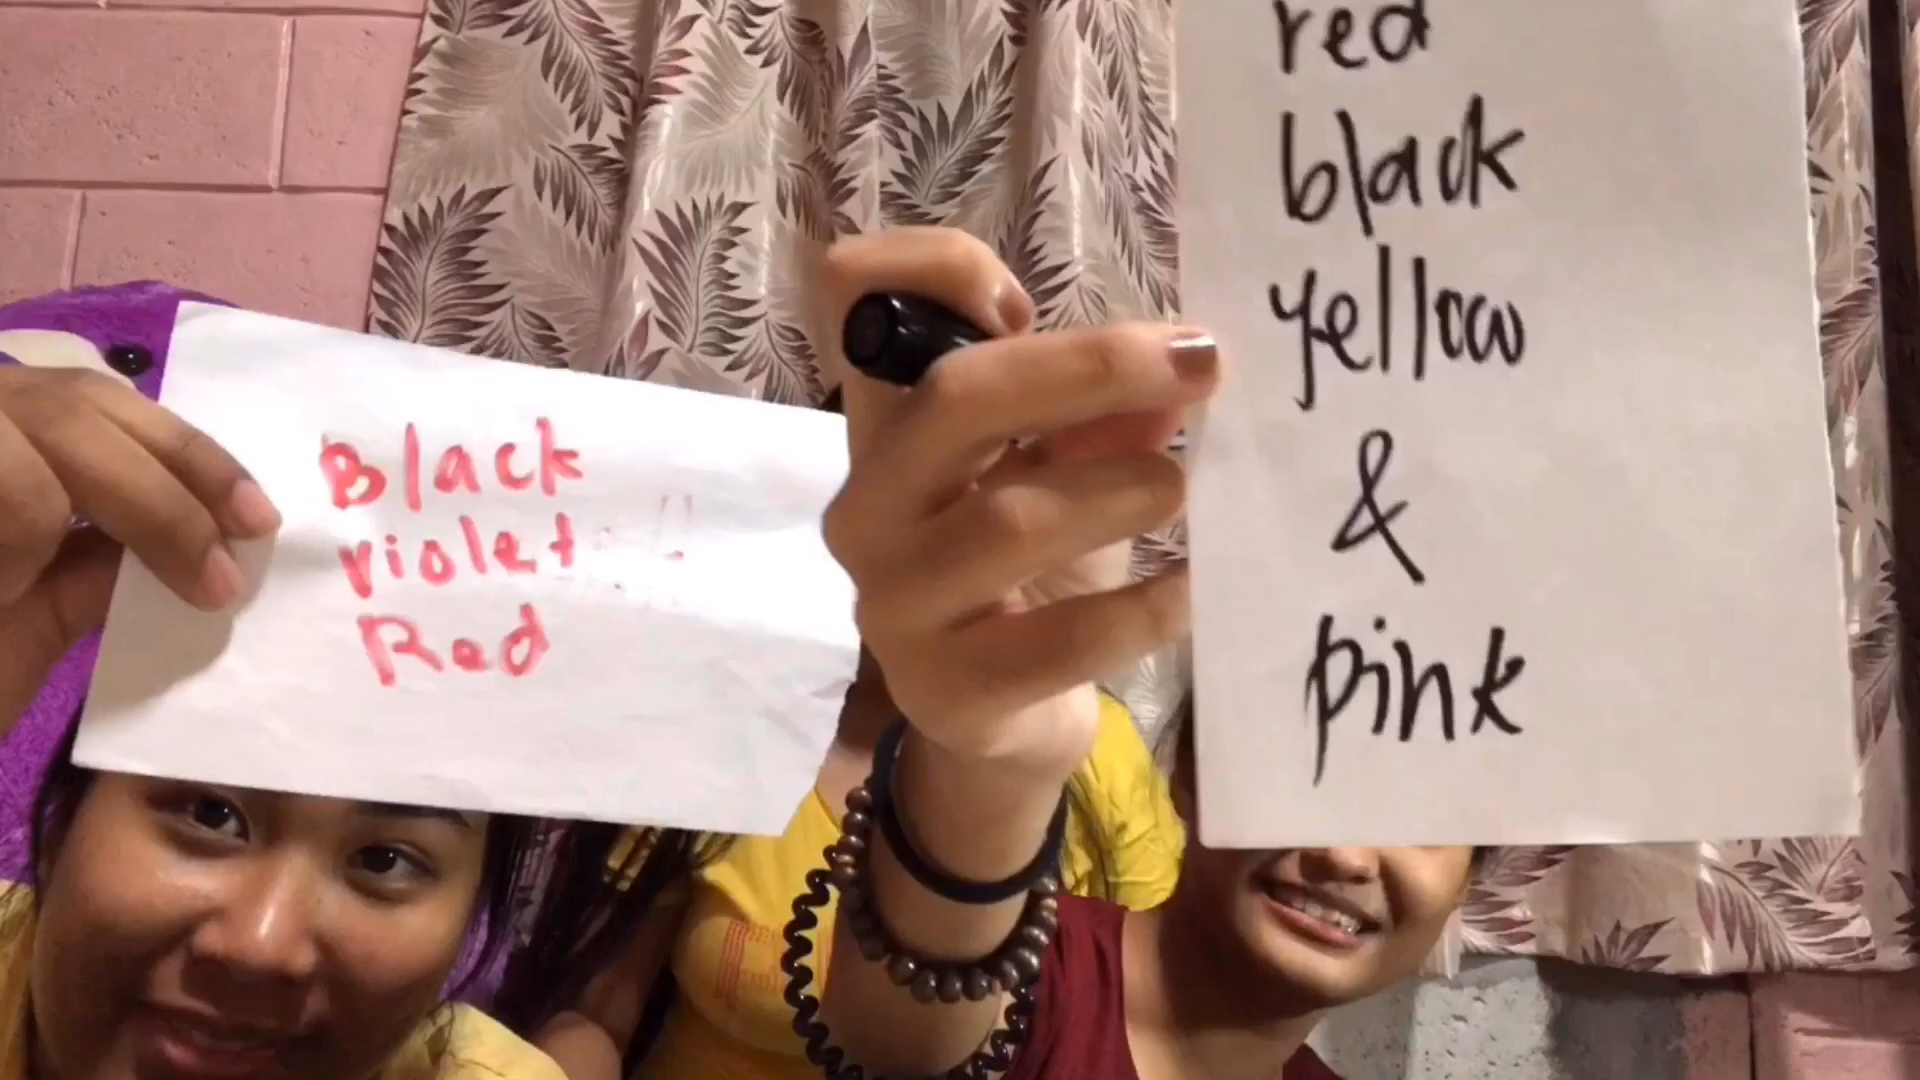 Black
violet
Red
red
black
yellow
&
pink